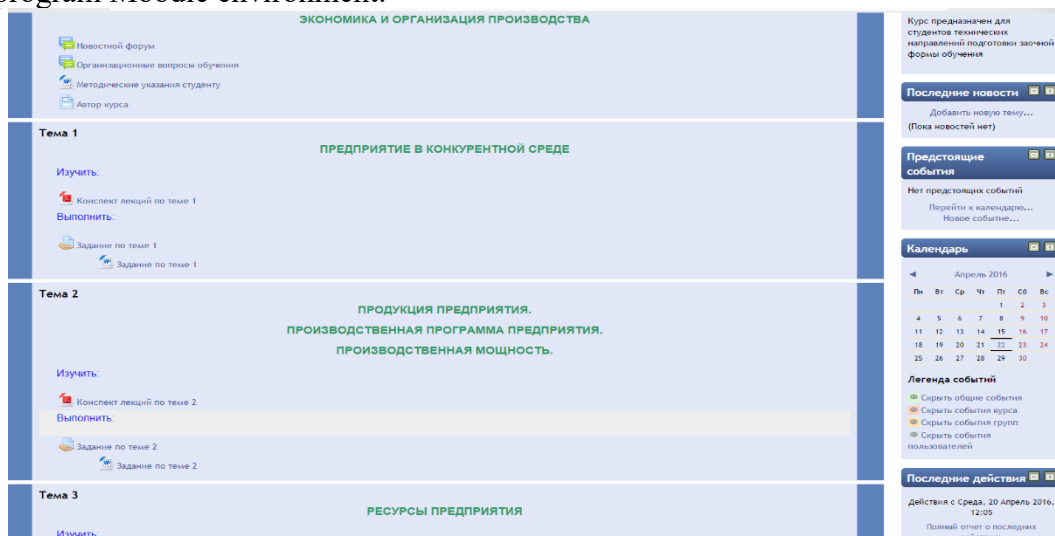 program Moodle environment.
ЭКОНОМИКА И ОРГАНИЗАЦИЯ ПРОИЗВОДСТВА
Новостной форум
Организационные вопросы обучения
Методические указания студенту
Автор курса
Тема 1
ПРЕДПРИЯТИЕ В КОНКУРЕНТНОЙ СРЕДЕ
Изучить:
Конспект лекций по теме 1
Выполнить:
Задание по теме 1
Задание по теме 1
Тема 2
ПРОДУКЦИЯ ПРЕДПРИЯТИЯ.
ПРОИЗВОДСТВЕННАЯ ПРОГРАММА ПРЕДПРИЯТИЯ.
ПРОИЗВОДСТВЕННАЯ МОЩНОСТЬ.
Изучить:
Конспект лекций по теме 2
Выполнить:
Задание по теме 2
Задание по теме 2
Тема 3
РЕСУРСЫ ПРЕДПРИЯТИЯ
Изучить:
Курс предназначен для
студентов технических
направлений подготовки заочной
формы обучения
Последние новости
Добавить новую тему...
(Пока новостей нет)
Предстоящие
события
Нет предстоящих событий
Перейти к календарю...
Новое событие...
Календарь
◄ Апрель 2016 ►
Пн Вт Ср Чт Пт Сб Вс
1 2 3
4 5 6 7 8 9 10
11 12 13 14 15 16 17
18 19 20 21 22 23 24
25 26 27 28 29 30
Легенда событий
Скрыть общие события
Скрыть события курса
Скрыть события групп
Скрыть события
пользователей
Последние действия
Действия с Среда, 20 Апрель 2016,
12:05
Полный отчет о последних